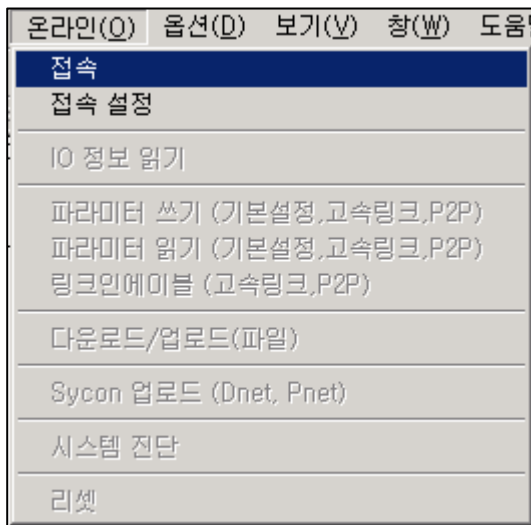 온라인(O) 옵션(D) 보기(V) 창(W) 도움
접속
접속 설정
IO 정보 읽기
파라미터 쓰기 (기본설정,고속링크,P2P)
파라미터 읽기 (기본설정,고속링크,P2P)
링크인에이블 (고속링크,P2P)
다운로드/업로드(파일)
Sycon 업로드 (Dnet, Pnet)
시스템 진단
리셋